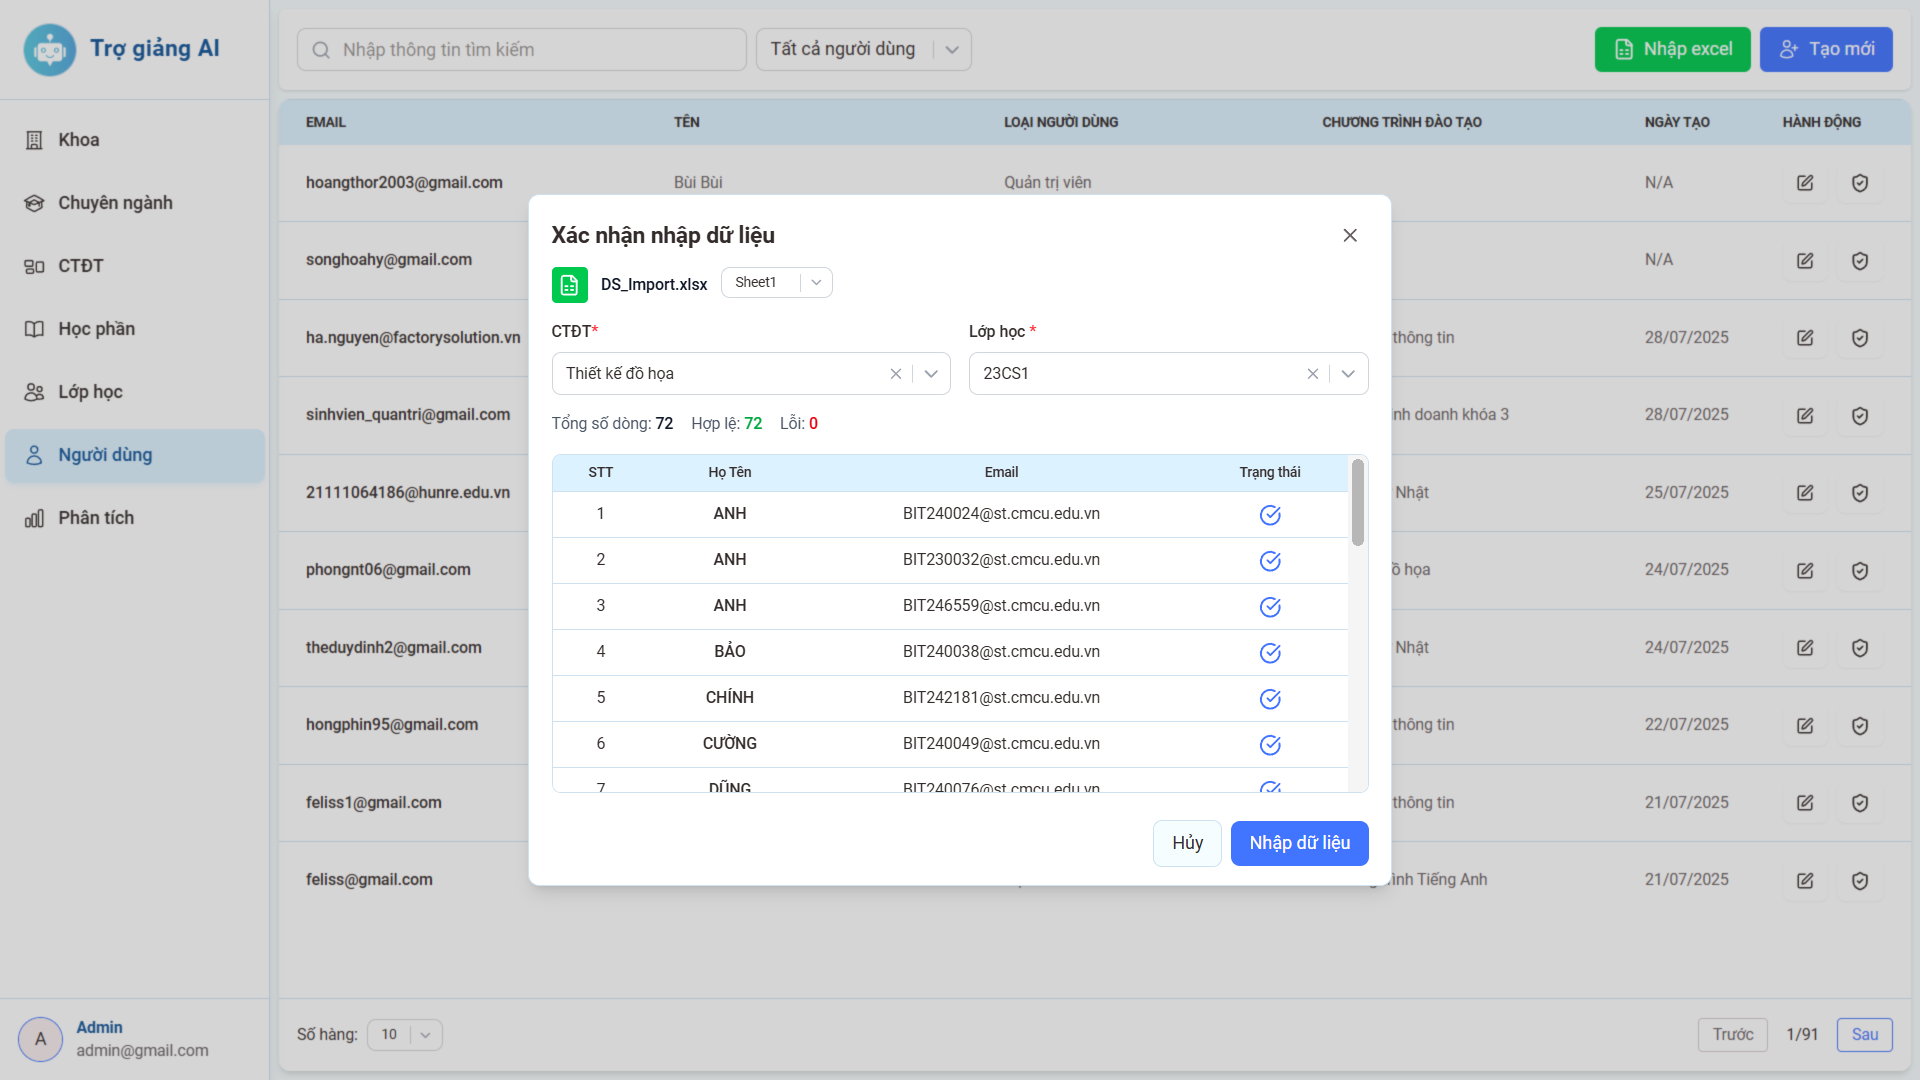 Trợ giảng AI
Nhập thông tin tìm kiếm
Tất cả người dùng
Nhập excel
Tạo mới
Khoa
Chuyên ngành
CTĐT
Học phần
Lớp học
Người dùng
Phân tích
EMAIL TÊN LOẠI NGƯỜI DÙNG CHƯƠNG TRÌNH ĐÀO TẠO NGÀY TẠO HÀNH ĐỘNG
hoangthor2003@gmail.com Bùi Bùi Quản trị viên N/A
songhoahy@gmail.com N/A
ha.nguyen@factorysolution.vn thông tin 28/07/2025
sinhvien_quantri@gmail.com nh doanh khóa 3 28/07/2025
21111064186@hunre.edu.vn Nhật 25/07/2025
phongnt06@gmail.com họa 24/07/2025
theduydinh2@gmail.com Nhật 24/07/2025
hongphin95@gmail.com thông tin 22/07/2025
feliss1@gmail.com thông tin 21/07/2025
feliss@gmail.com Tiếng Anh 21/07/2025
Xác nhận nhập dữ liệu
DS_Import.xlsx Sheet1
CTĐT* Lớp học *
Thiết kế đồ họa 23CS1
Tổng số dòng: 72 Hợp lệ: 72 Lỗi: 0
STT Họ Tên Email Trạng thái
1 ANH BIT240024@st.cmcu.edu.vn
2 ANH BIT230032@st.cmcu.edu.vn
3 ANH BIT246559@st.cmcu.edu.vn
4 BẢO BIT240038@st.cmcu.edu.vn
5 CHÍNH BIT242181@st.cmcu.edu.vn
6 CƯỜNG BIT240049@st.cmcu.edu.vn
7 DŨNG BIT240076@st.cmcu.edu.vn
Hủy Nhập dữ liệu
A
Admin
admin@gmail.com
Số hàng: 10
Trước 1/91 Sau